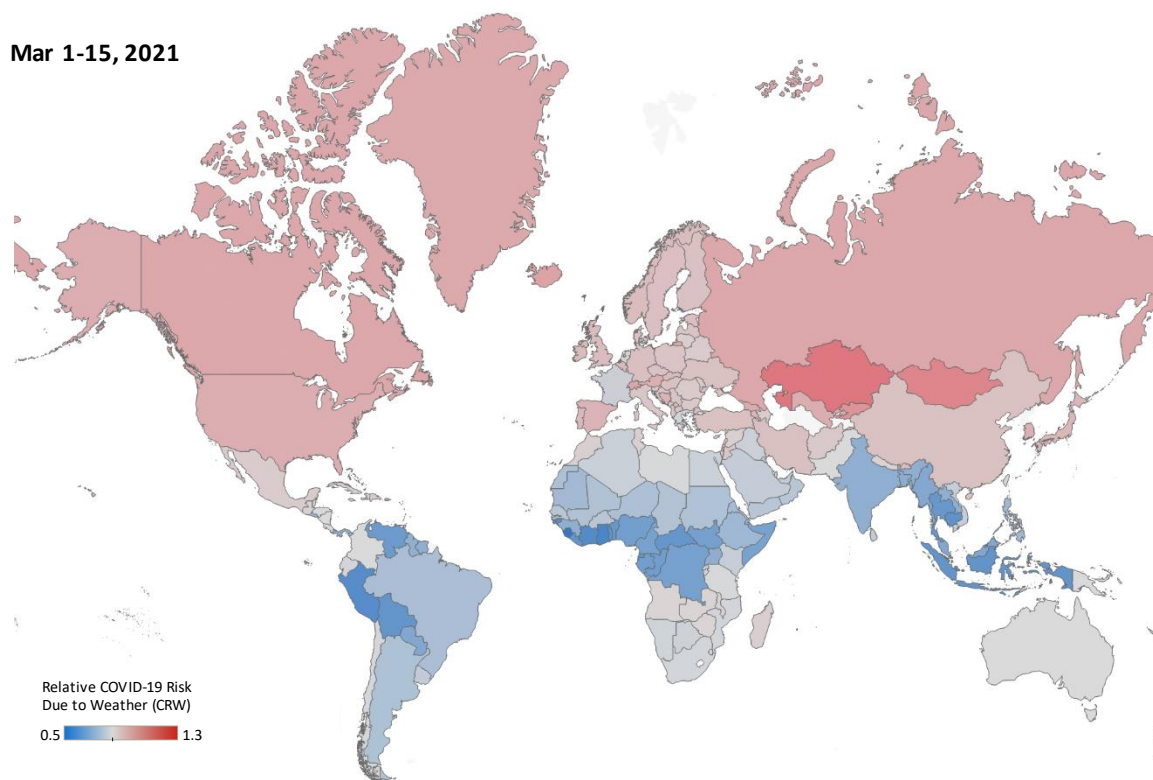 Mar 1-15, 2021
Relative COVID-19 Risk
Due to Weather (CRW)
0.5 1.3